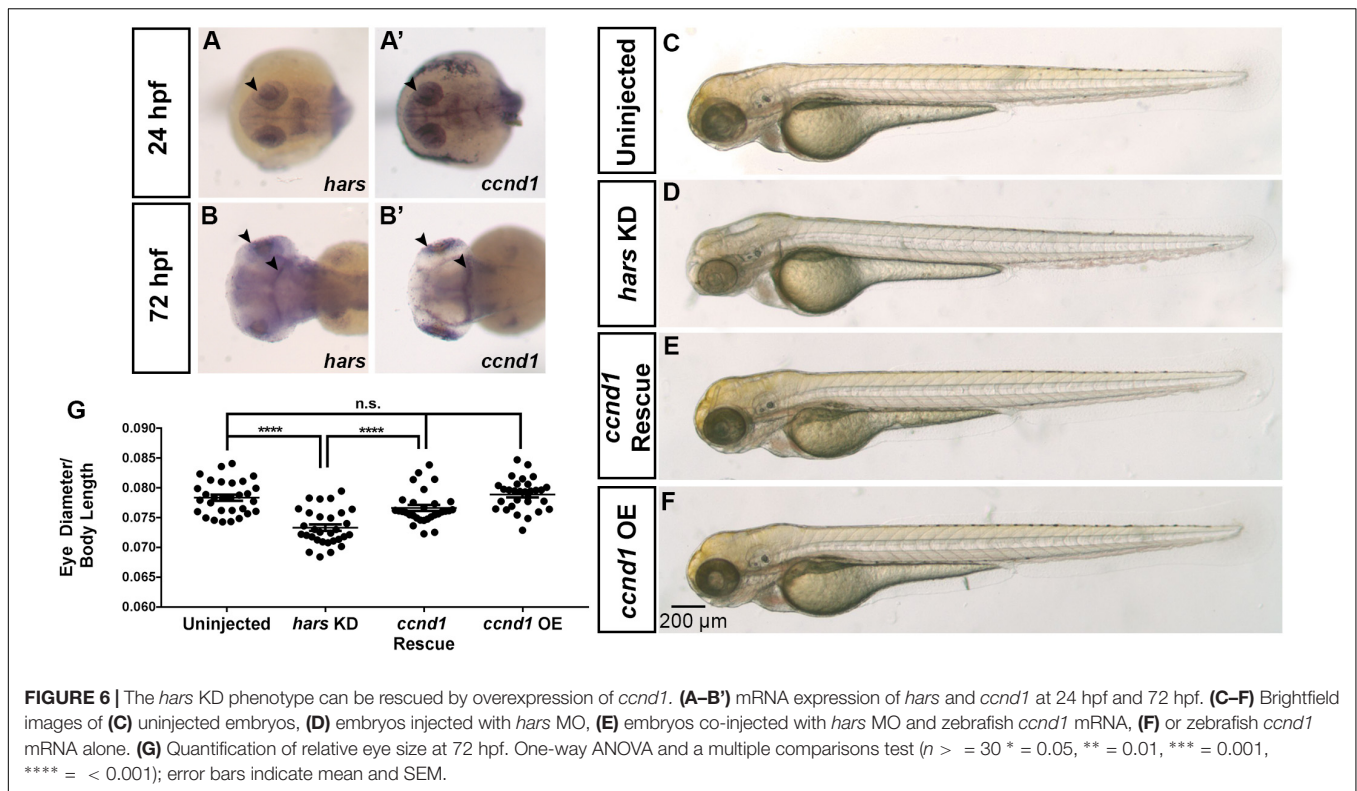 A
A'
24 hpf
hars
ccnd1
B
B'
72 hpf
hars
ccnd1
C
Uninjected
D
hars KD
E
ccnd1
Rescue
F
ccnd1 OE
200 µm
G
n.s.
**** ****
Eye Diameter/
Body Length
0.090
0.085
0.080
0.075
0.070
0.065
0.060
Uninjected hars KD ccnd1 ccnd1 OE
Rescue
FIGURE 6 | The hars KD phenotype can be rescued by overexpression of ccnd1. (A–B’) mRNA expression of hars and ccnd1 at 24 hpf and 72 hpf. (C–F) Brightfield
images of (C) uninjected embryos, (D) embryos injected with hars MO, (E) embryos co-injected with hars MO and zebrafish ccnd1 mRNA, (F) or zebrafish ccnd1
mRNA alone. (G) Quantification of relative eye size at 72 hpf. One-way ANOVA and a multiple comparisons test (n > = 30 * = 0.05, ** = 0.01, *** = 0.001,
**** = < 0.001); error bars indicate mean and SEM.